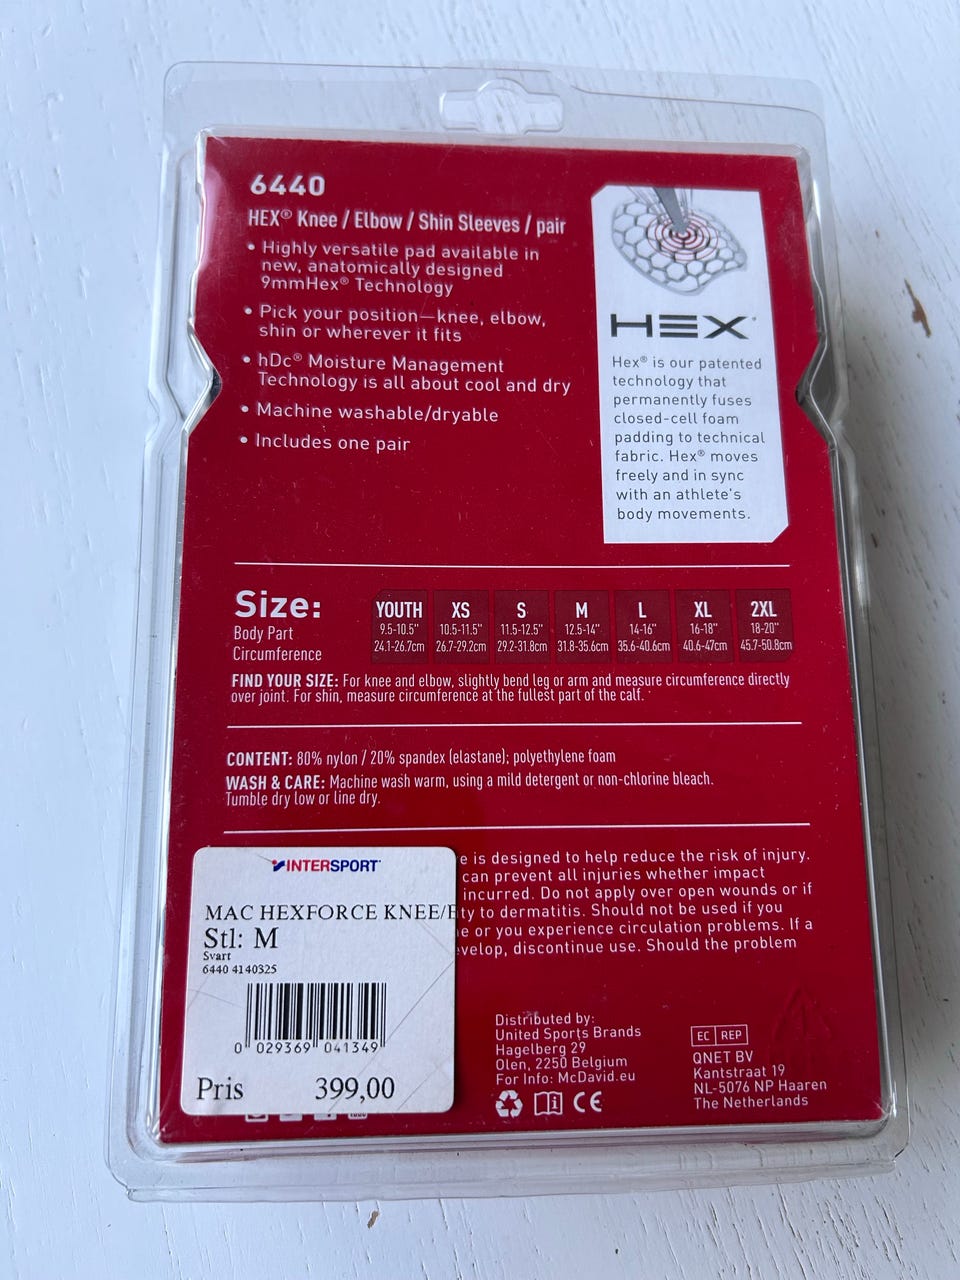 6440
HEX® Knee / Elbow / Shin Sleeves / pair
• Highly versatile pad available in
new, anatomically designed
9mmHex® Technology
• Pick your position—knee, elbow,
shin or wherever it fits
• hDc® Moisture Management
Technology is all about cool and dry
• Machine washable/dryable
• Includes one pair
HEX
Hex® is our patented
technology that
permanently fuses
closed-cell foam
padding to technical
fabric. Hex® moves
freely and in sync
with an athlete's
body movements.
Size:
Body Part
Circumference
YOUTH XS S M L XL 2XL
9.5-10.5" 10.5-11.5" 11.5-12.5" 12.5-14" 14-16" 16-18" 18-20"
24.1-26.7cm 26.7-29.2cm 29.2-31.8cm 31.8-35.6cm 35.6-40.6cm 40.6-47cm 45.7-50.8cm
FIND YOUR SIZE: For knee and elbow, slightly bend leg or arm and measure circumference directly
over joint. For shin, measure circumference at the fullest part of the calf.
CONTENT: 80% nylon / 20% spandex (elastane); polyethylene foam
WASH & CARE: Machine wash warm, using a mild detergent or non-chlorine bleach.
Tumble dry low or line dry.
is designed to help reduce the risk of injury.
can prevent all injuries whether impact
incurred. Do not apply over open wounds or if
to dermatitis. Should not be used if you
or you experience circulation problems. If a
discontinue use. Should the problem
INTERSPORT
MAC HEXFORCE KNEE/E
Stl: M
Svart
6440 4140325
0 029369 041349
Pris 399,00
Distributed by:
United Sports Brands
Hagelberg 29
Olen, 2250 Belgium
For Info: McDavid.eu
CE
EC REP
QNET BV
Kantstraat 19
NL-5076 NP Haaren
The Netherlands